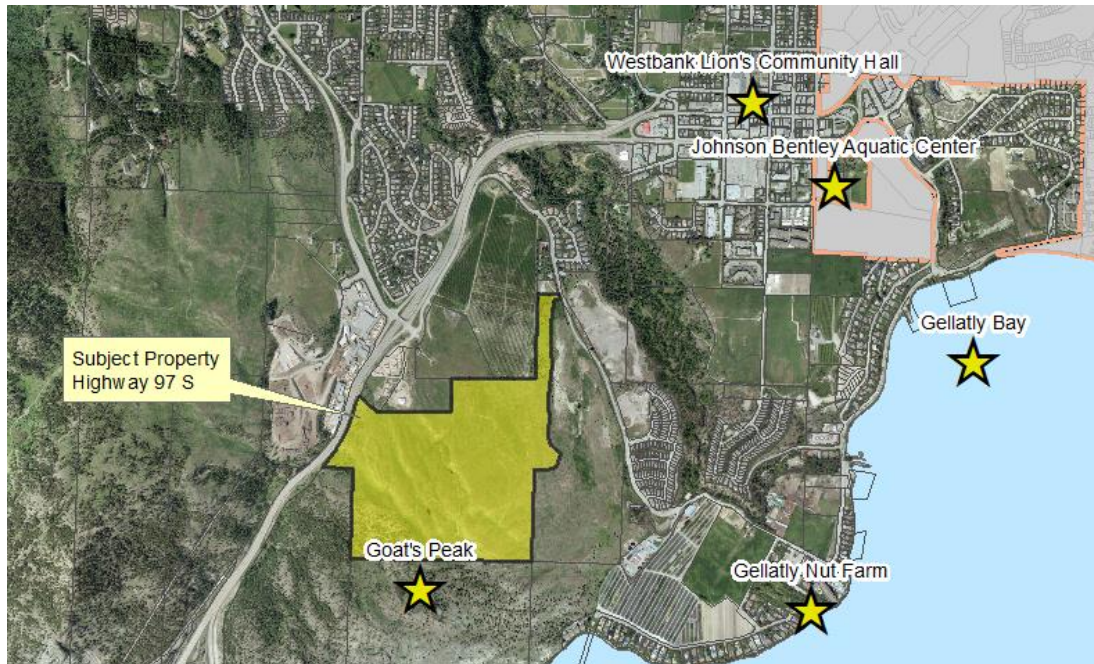 Westbank Lion's Community Hall
Johnson Bentley Aquatic Center
Gellatly Bay
Subject Property
Highway 97 S
Goat's Peak
Gellatly Nut Farm